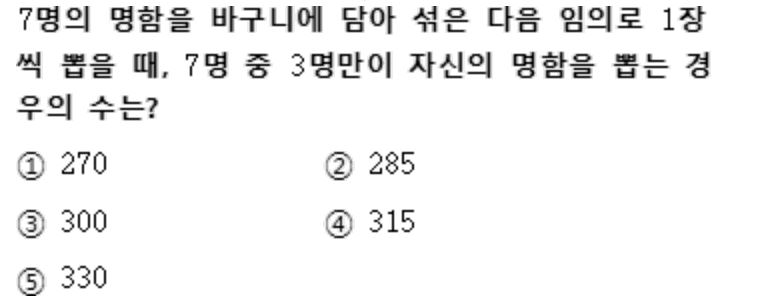 7명의 명함을 바구니에 담아 섞은 다음 임의로 1장
씩 뽑을 때, 7명 중 3명만이 자신의 명함을 뽑는 경
우의 수는?
① 270 ② 285
③ 300 ④ 315
⑤ 330